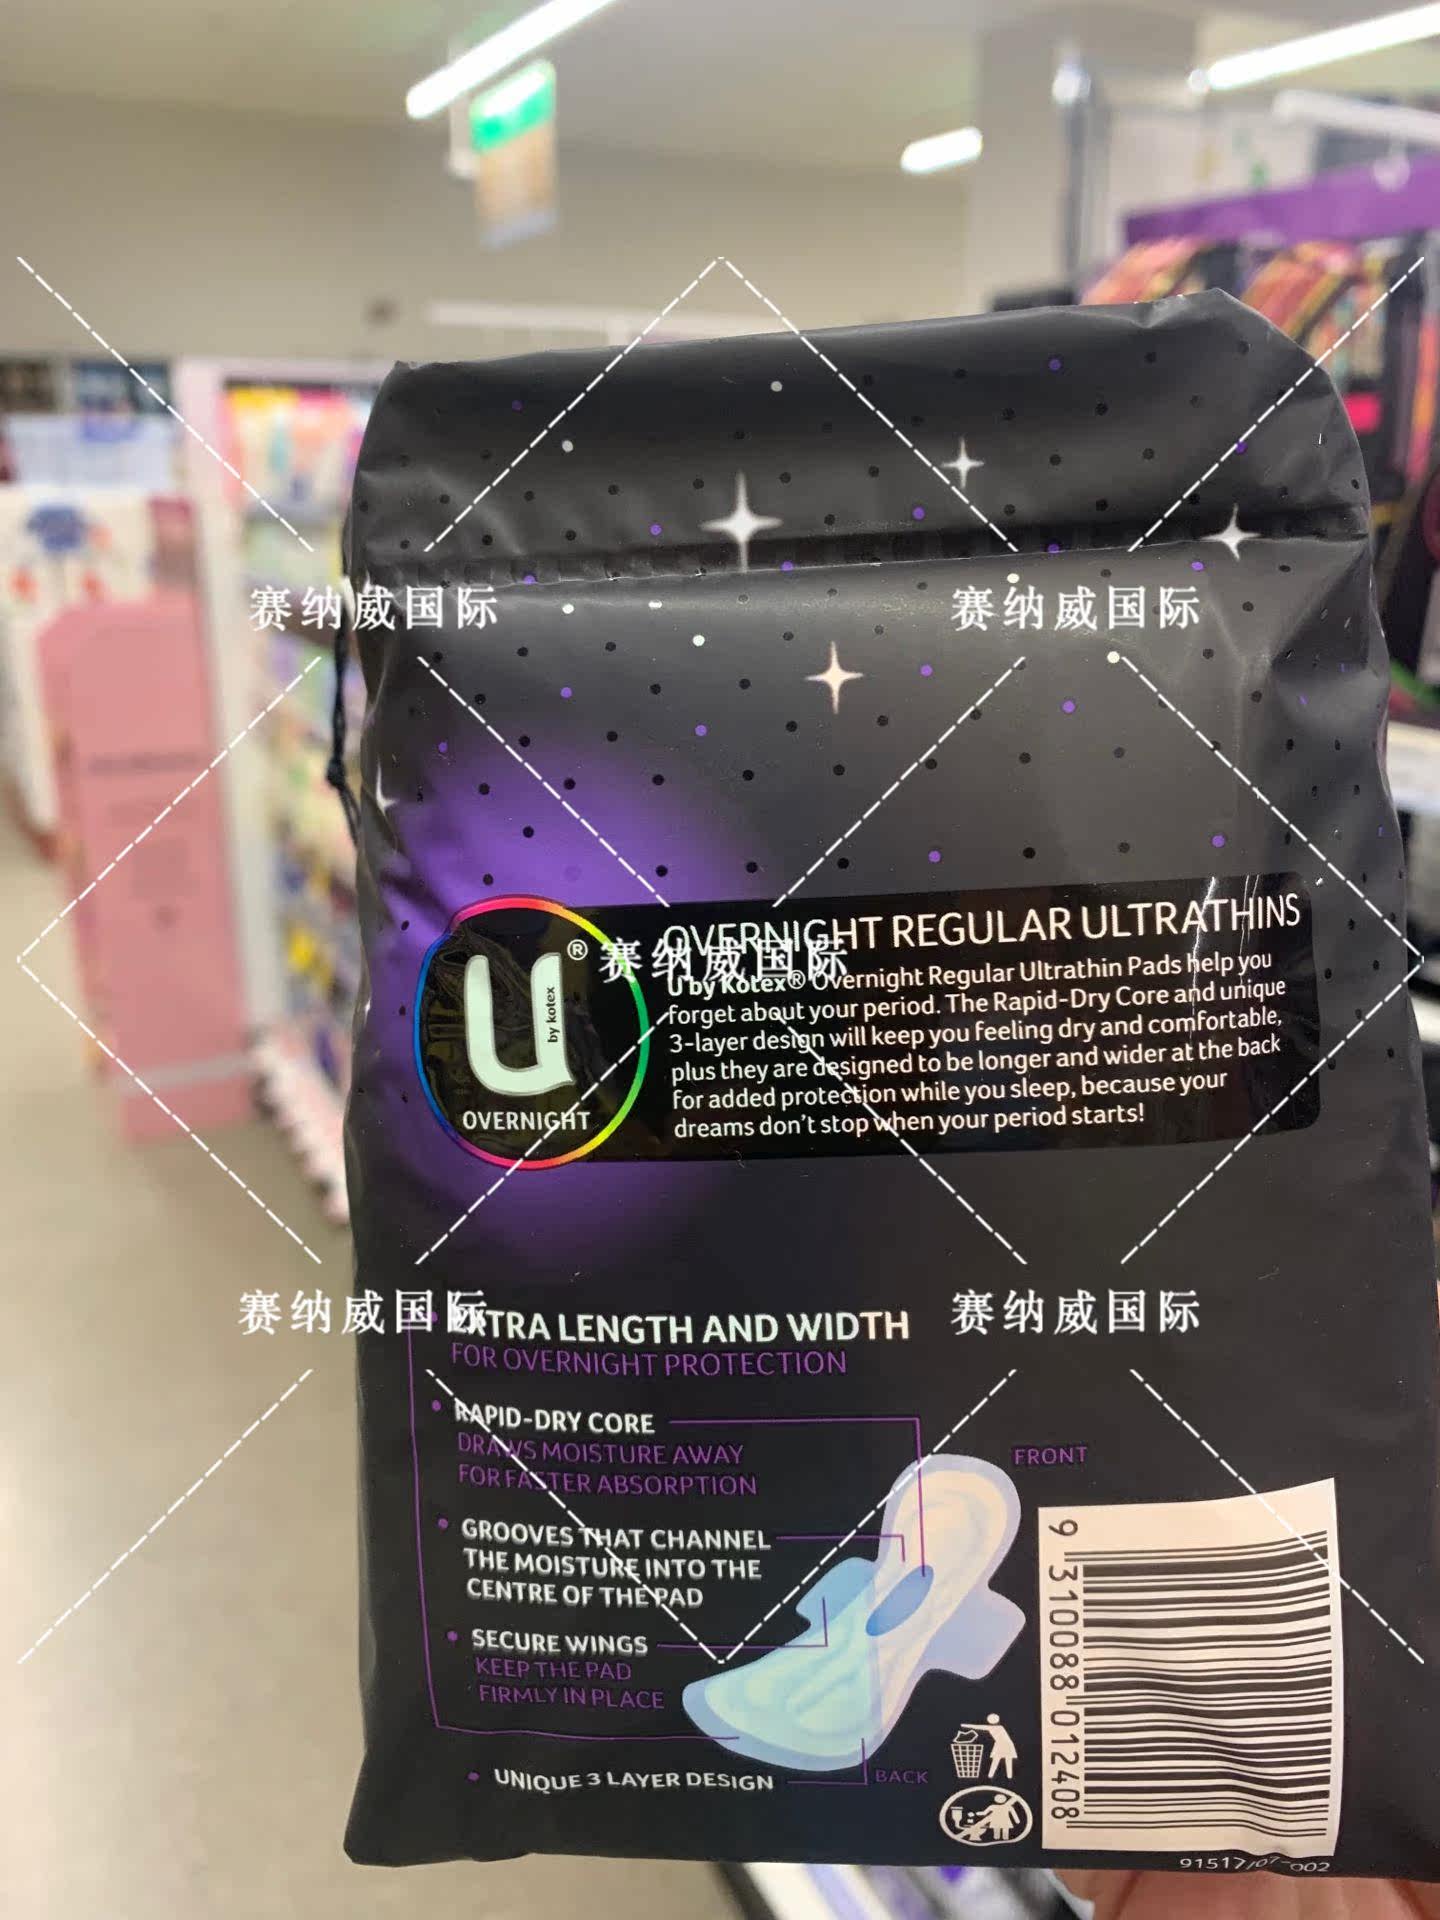 赛纳威国际 赛纳威国际
OVERNIGHT REGULAR ULTRATHINS
赛纳威国际
U by Kotex® Overnight Regular Ultrathin Pads help you
forget about your period. The Rapid-Dry Core and unique
3-layer design will keep you feeling dry and comfortable,
plus they are designed to be longer and wider at the back
for added protection while you sleep, because your
dreams don't stop when your period starts!
U®
by kotex
OVERNIGHT
赛纳威国际 赛纳威国际
EXTRA LENGTH AND WIDTH
FOR OVERNIGHT PROTECTION
• RAPID-DRY CORE
DRAWS MOISTURE AWAY
FOR FASTER ABSORPTION
• GROOVES THAT CHANNEL
THE MOISTURE INTO THE
CENTRE OF THE PAD
• SECURE WINGS
KEEP THE PAD
FIRMLY IN PLACE
• UNIQUE 3 LAYER DESIGN
FRONT
BACK
9 310088 012408
91517/07-002